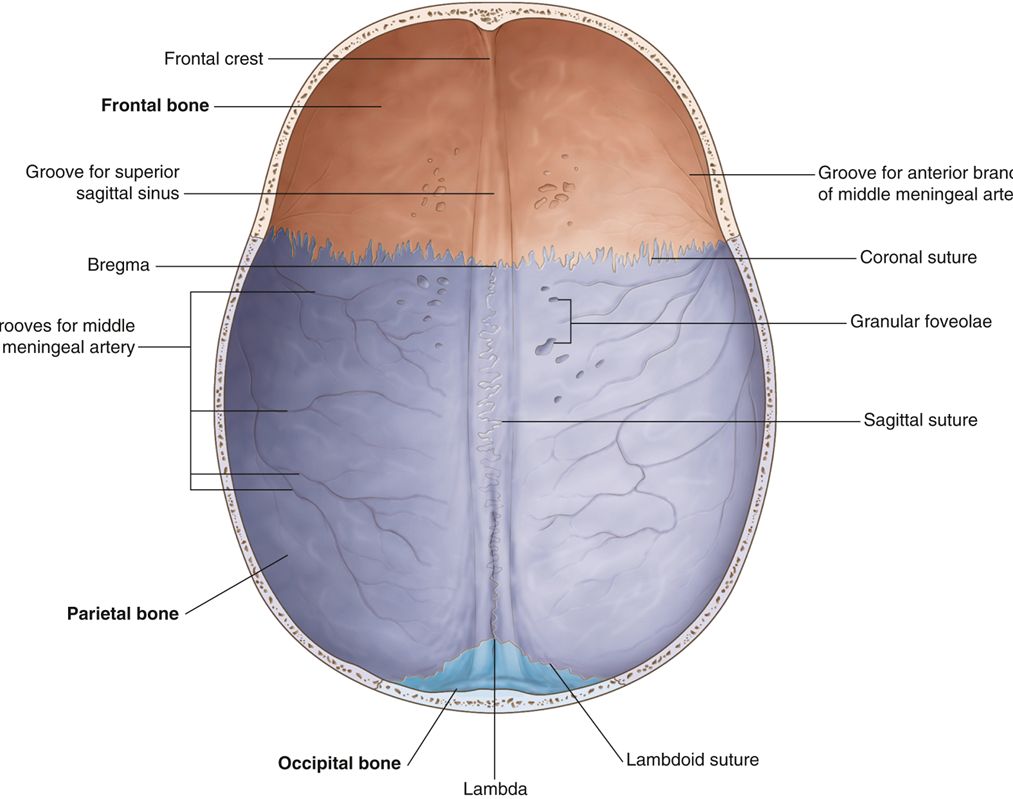 Frontal crest
Frontal bone
Groove for superior
sagittal sinus
Groove for anterior branc
of middle meningeal arte
Bregma
Coronal suture
rooves for middle
meningeal artery
Granular foveolae
Sagittal suture
Parietal bone
Occipital bone
Lambdoid suture
Lambda